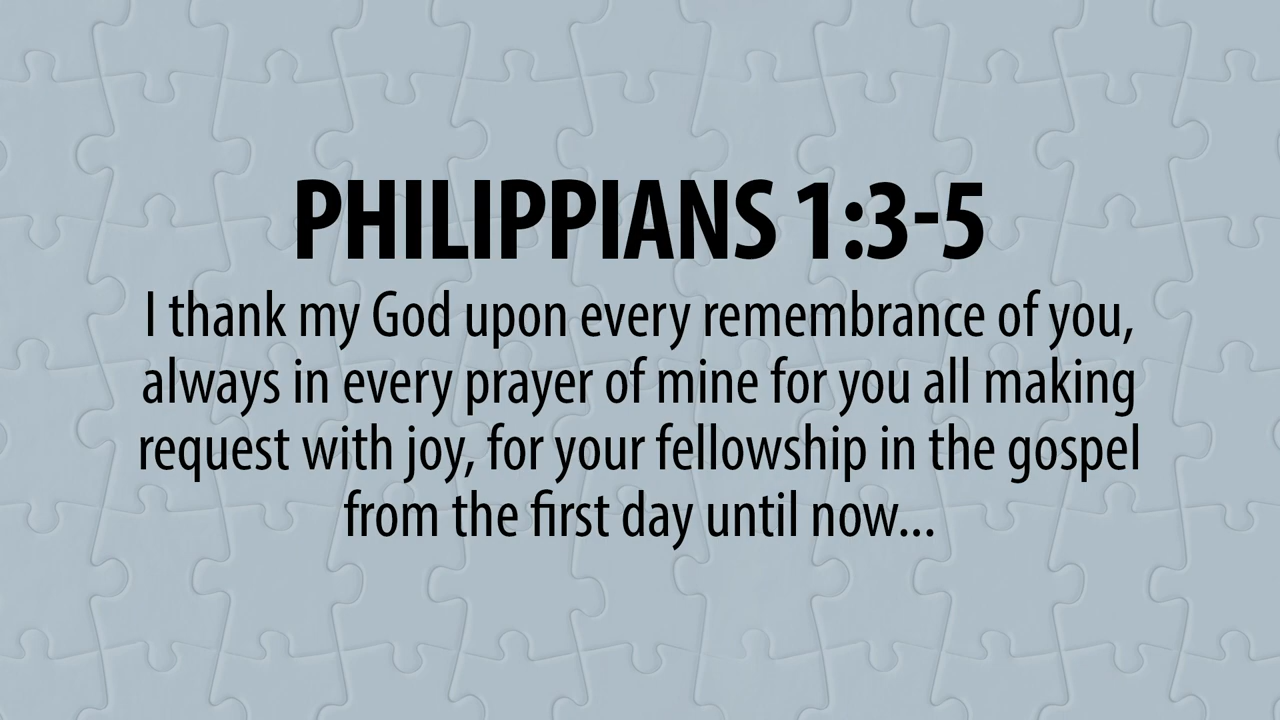 PHILIPPIANS 1:3-5
I thank my God upon every remembrance of you,
always in every prayer of mine for you all making
request with joy, for your fellowship in the gospel
from the first day until now...